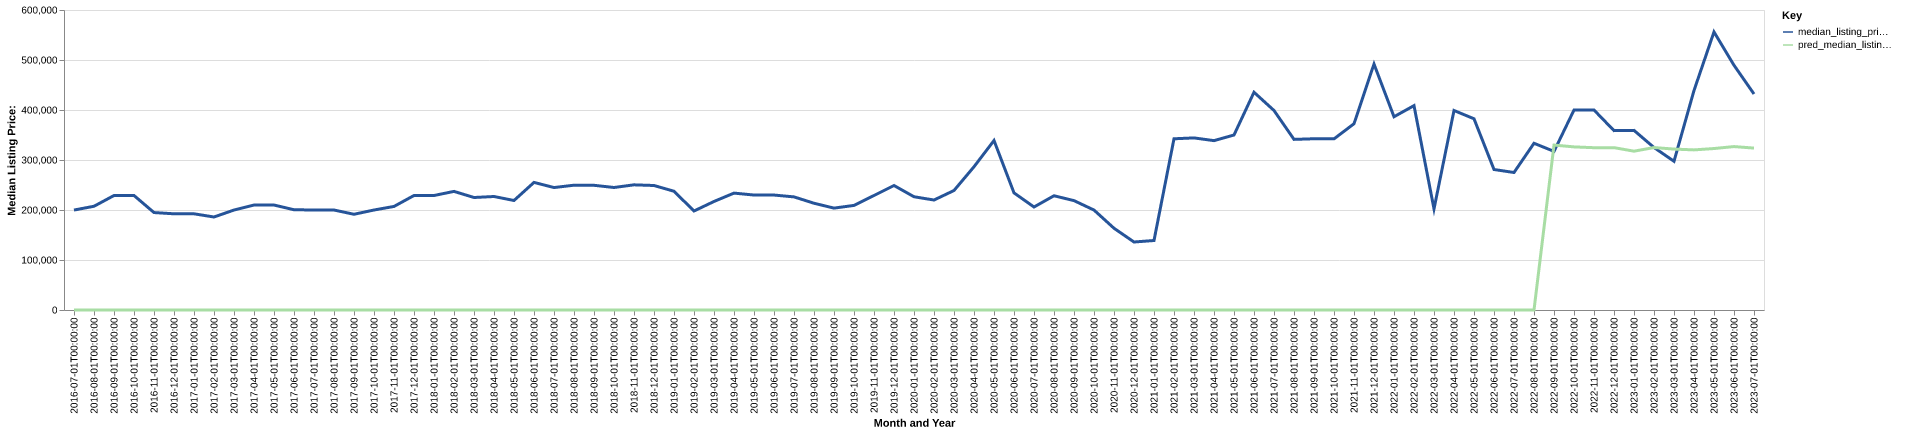 600,000
500,000
400,000
300,000
200,000
100,000
0
Median Listing Price:
2016-07-01T00:00:00
2016-08-01T00:00:00
2016-09-01T00:00:00
2016-10-01T00:00:00
2016-11-01T00:00:00
2016-12-01T00:00:00
2017-01-01T00:00:00
2017-02-01T00:00:00
2017-03-01T00:00:00
2017-04-01T00:00:00
2017-05-01T00:00:00
2017-06-01T00:00:00
2017-07-01T00:00:00
2017-08-01T00:00:00
2017-09-01T00:00:00
2017-10-01T00:00:00
2017-11-01T00:00:00
2017-12-01T00:00:00
2018-01-01T00:00:00
2018-02-01T00:00:00
2018-03-01T00:00:00
2018-04-01T00:00:00
2018-05-01T00:00:00
2018-06-01T00:00:00
2018-07-01T00:00:00
2018-08-01T00:00:00
2018-09-01T00:00:00
2018-10-01T00:00:00
2018-11-01T00:00:00
2018-12-01T00:00:00
2019-01-01T00:00:00
2019-02-01T00:00:00
2019-03-01T00:00:00
2019-04-01T00:00:00
2019-05-01T00:00:00
2019-06-01T00:00:00
2019-07-01T00:00:00
2019-08-01T00:00:00
2019-09-01T00:00:00
2019-10-01T00:00:00
2019-11-01T00:00:00
2019-12-01T00:00:00
2020-01-01T00:00:00
2020-02-01T00:00:00
2020-03-01T00:00:00
2020-04-01T00:00:00
2020-05-01T00:00:00
2020-06-01T00:00:00
2020-07-01T00:00:00
2020-08-01T00:00:00
2020-09-01T00:00:00
2020-10-01T00:00:00
2020-11-01T00:00:00
2020-12-01T00:00:00
2021-01-01T00:00:00
2021-02-01T00:00:00
2021-03-01T00:00:00
2021-04-01T00:00:00
2021-05-01T00:00:00
2021-06-01T00:00:00
2021-07-01T00:00:00
2021-08-01T00:00:00
2021-09-01T00:00:00
2021-10-01T00:00:00
2021-11-01T00:00:00
2021-12-01T00:00:00
2022-01-01T00:00:00
2022-02-01T00:00:00
2022-03-01T00:00:00
2022-04-01T00:00:00
2022-05-01T00:00:00
2022-06-01T00:00:00
2022-07-01T00:00:00
2022-08-01T00:00:00
2022-09-01T00:00:00
2022-10-01T00:00:00
2022-11-01T00:00:00
2022-12-01T00:00:00
2023-01-01T00:00:00
2023-02-01T00:00:00
2023-03-01T00:00:00
2023-04-01T00:00:00
2023-05-01T00:00:00
2023-06-01T00:00:00
2023-07-01T00:00:00
Month and Year
Key
median_listing_pri…
pred_median_listin…